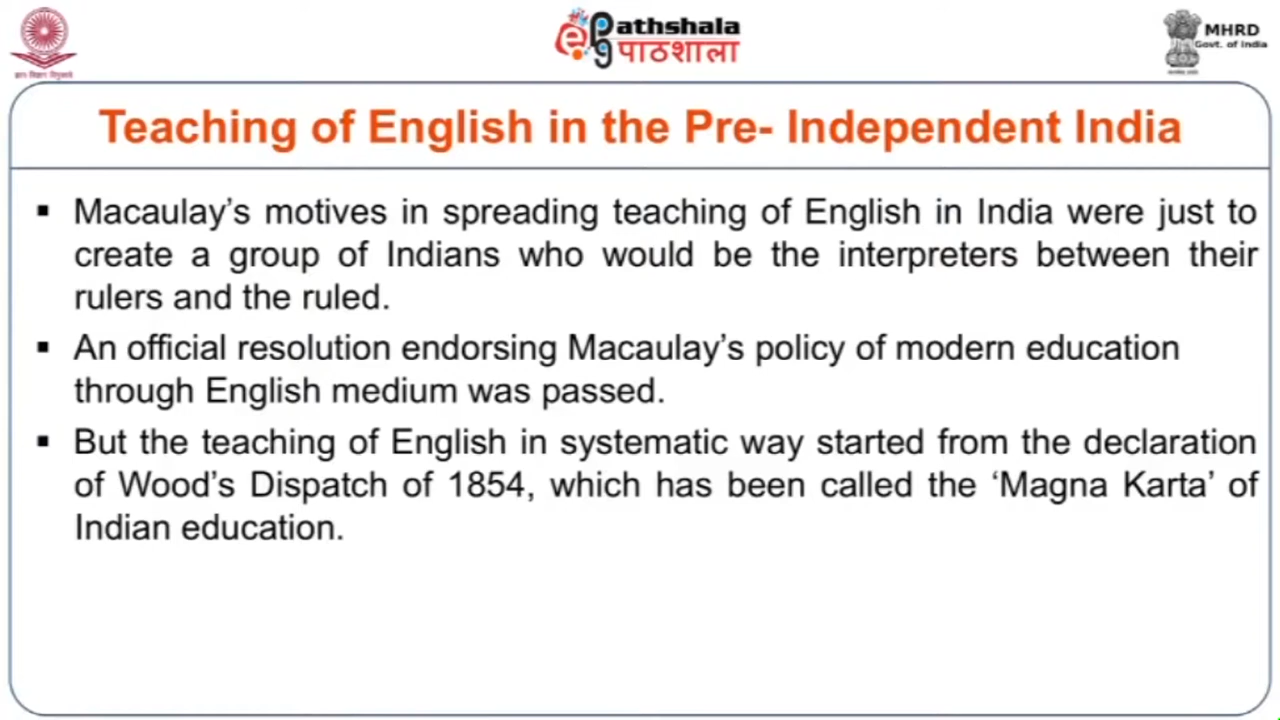 ePG Pathshala
पाठशाला
MHRD
Govt. of India
Teaching of English in the Pre- Independent India
▪ Macaulay’s motives in spreading teaching of English in India were just to
create a group of Indians who would be the interpreters between their
rulers and the ruled.
▪ An official resolution endorsing Macaulay’s policy of modern education
through English medium was passed.
▪ But the teaching of English in systematic way started from the declaration
of Wood’s Dispatch of 1854, which has been called the ‘Magna Karta’ of
Indian education.